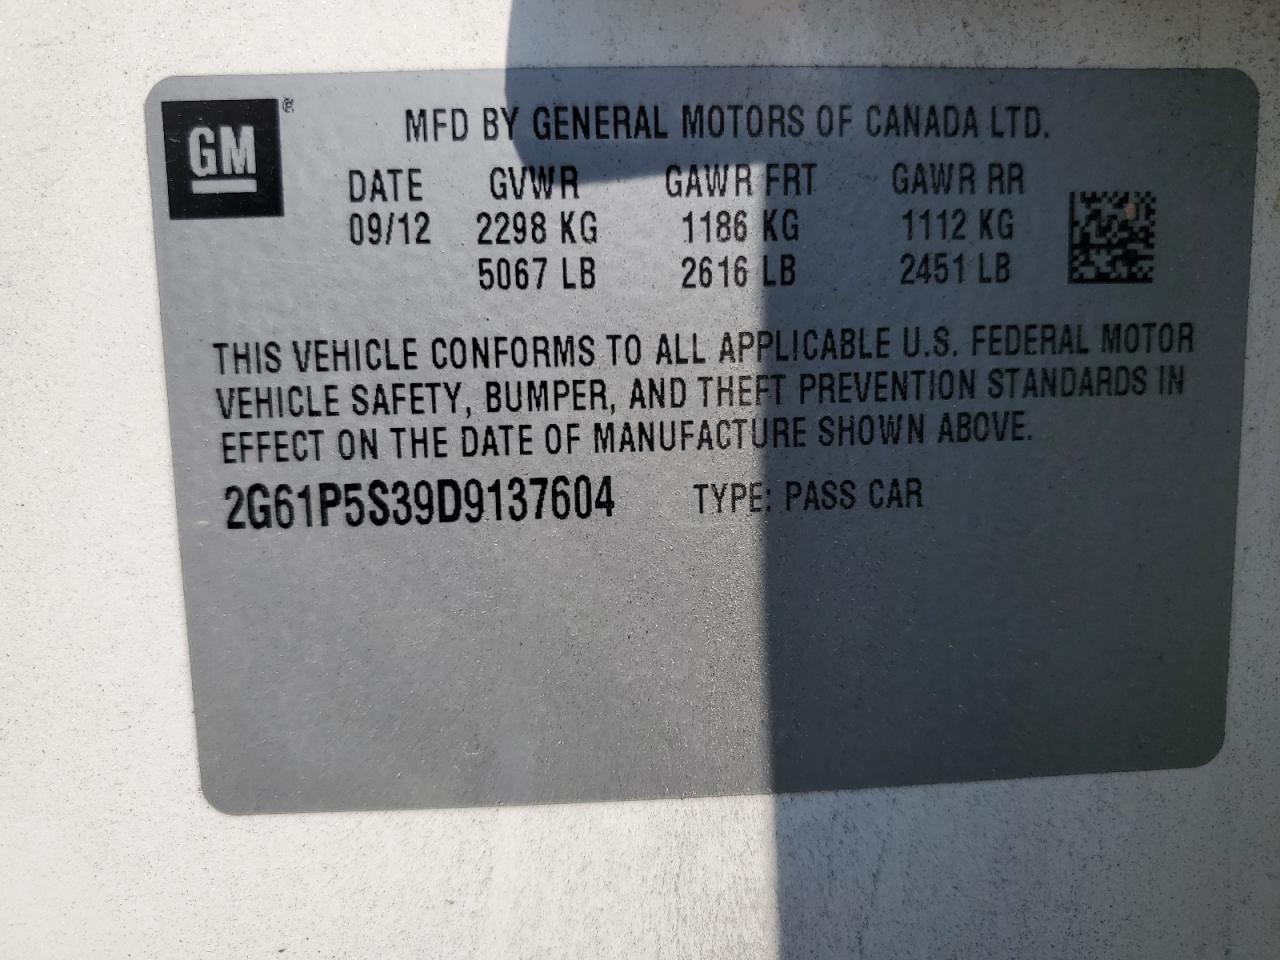 GM ®
MFD BY GENERAL MOTORS OF CANADA LTD.
DATE GVWR GAWR FRT GAWR RR
09/12 2298 KG 1186 KG 1112 KG
5067 LB 2616 LB 2451 LB
THIS VEHICLE CONFORMS TO ALL APPLICABLE U.S. FEDERAL MOTOR
VEHICLE SAFETY, BUMPER, AND THEFT PREVENTION STANDARDS IN
EFFECT ON THE DATE OF MANUFACTURE SHOWN ABOVE.
2G61P5S39D9137604 TYPE: PASS CAR